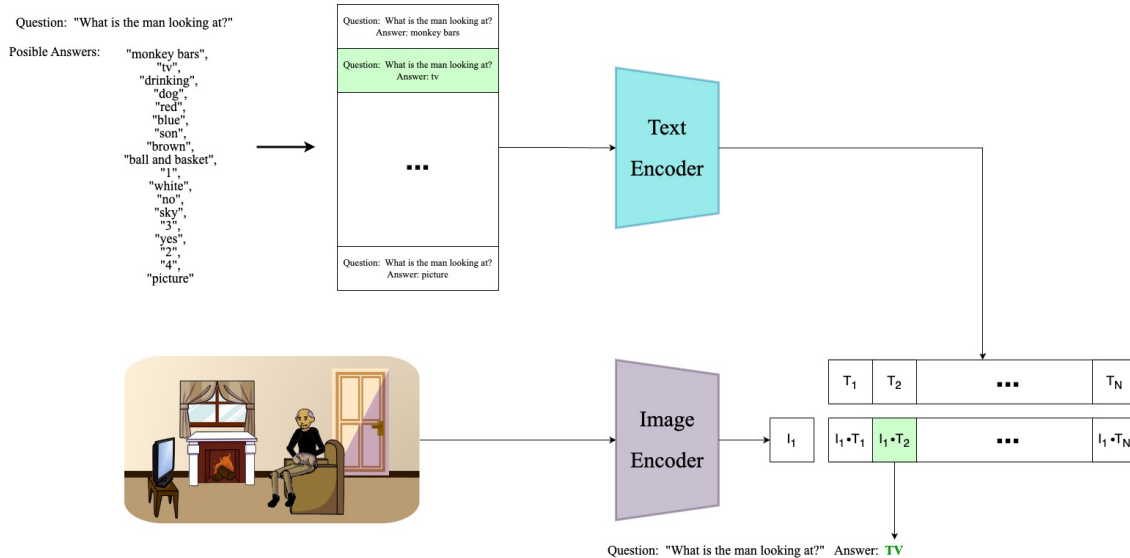 Question: "What is the man looking at?"
Posible Answers:
"monkey bars",
"tv",
"drinking",
"dog",
"red",
"blue",
"son",
"brown",
"ball and basket",
"1",
"white",
"no",
"sky",
"3",
"yes",
"2",
"4",
"picture"
Question: What is the man looking at?
Answer: monkey bars
Question: What is the man looking at?
Answer: tv
...
Question: What is the man looking at?
Answer: picture
Text
Encoder
Image
Encoder
I₁
T₁ T₂ ... T_N
I₁•T₁ I₁•T₂ ... I₁•T_N
Question: "What is the man looking at?" Answer: TV